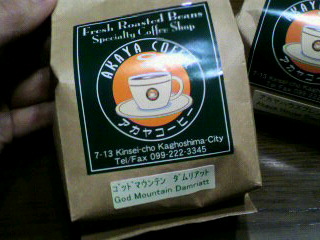 Fresh Roasted Beans
Specialty Coffee Shop
AKAYA COFFEE
アカヤコーヒー
7-13 Kinsei-cho Kaghoshima-City
Tel/Fax 099-222-3345
ｺﾞｯﾄﾞﾏｳﾝﾃﾝ ﾀﾞﾑﾘｱｯﾄ
God Mountain Damriatt